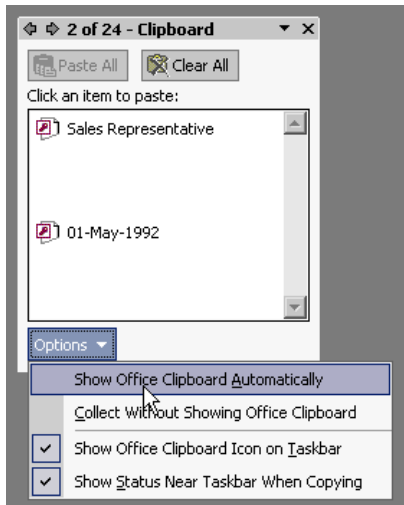 2 of 24 - Clipboard
Paste All Clear All
Click an item to paste:
Sales Representative
01-May-1992
Options
Show Office Clipboard Automatically
Collect Without Showing Office Clipboard
Show Office Clipboard Icon on Taskbar
Show Status Near Taskbar When Copying